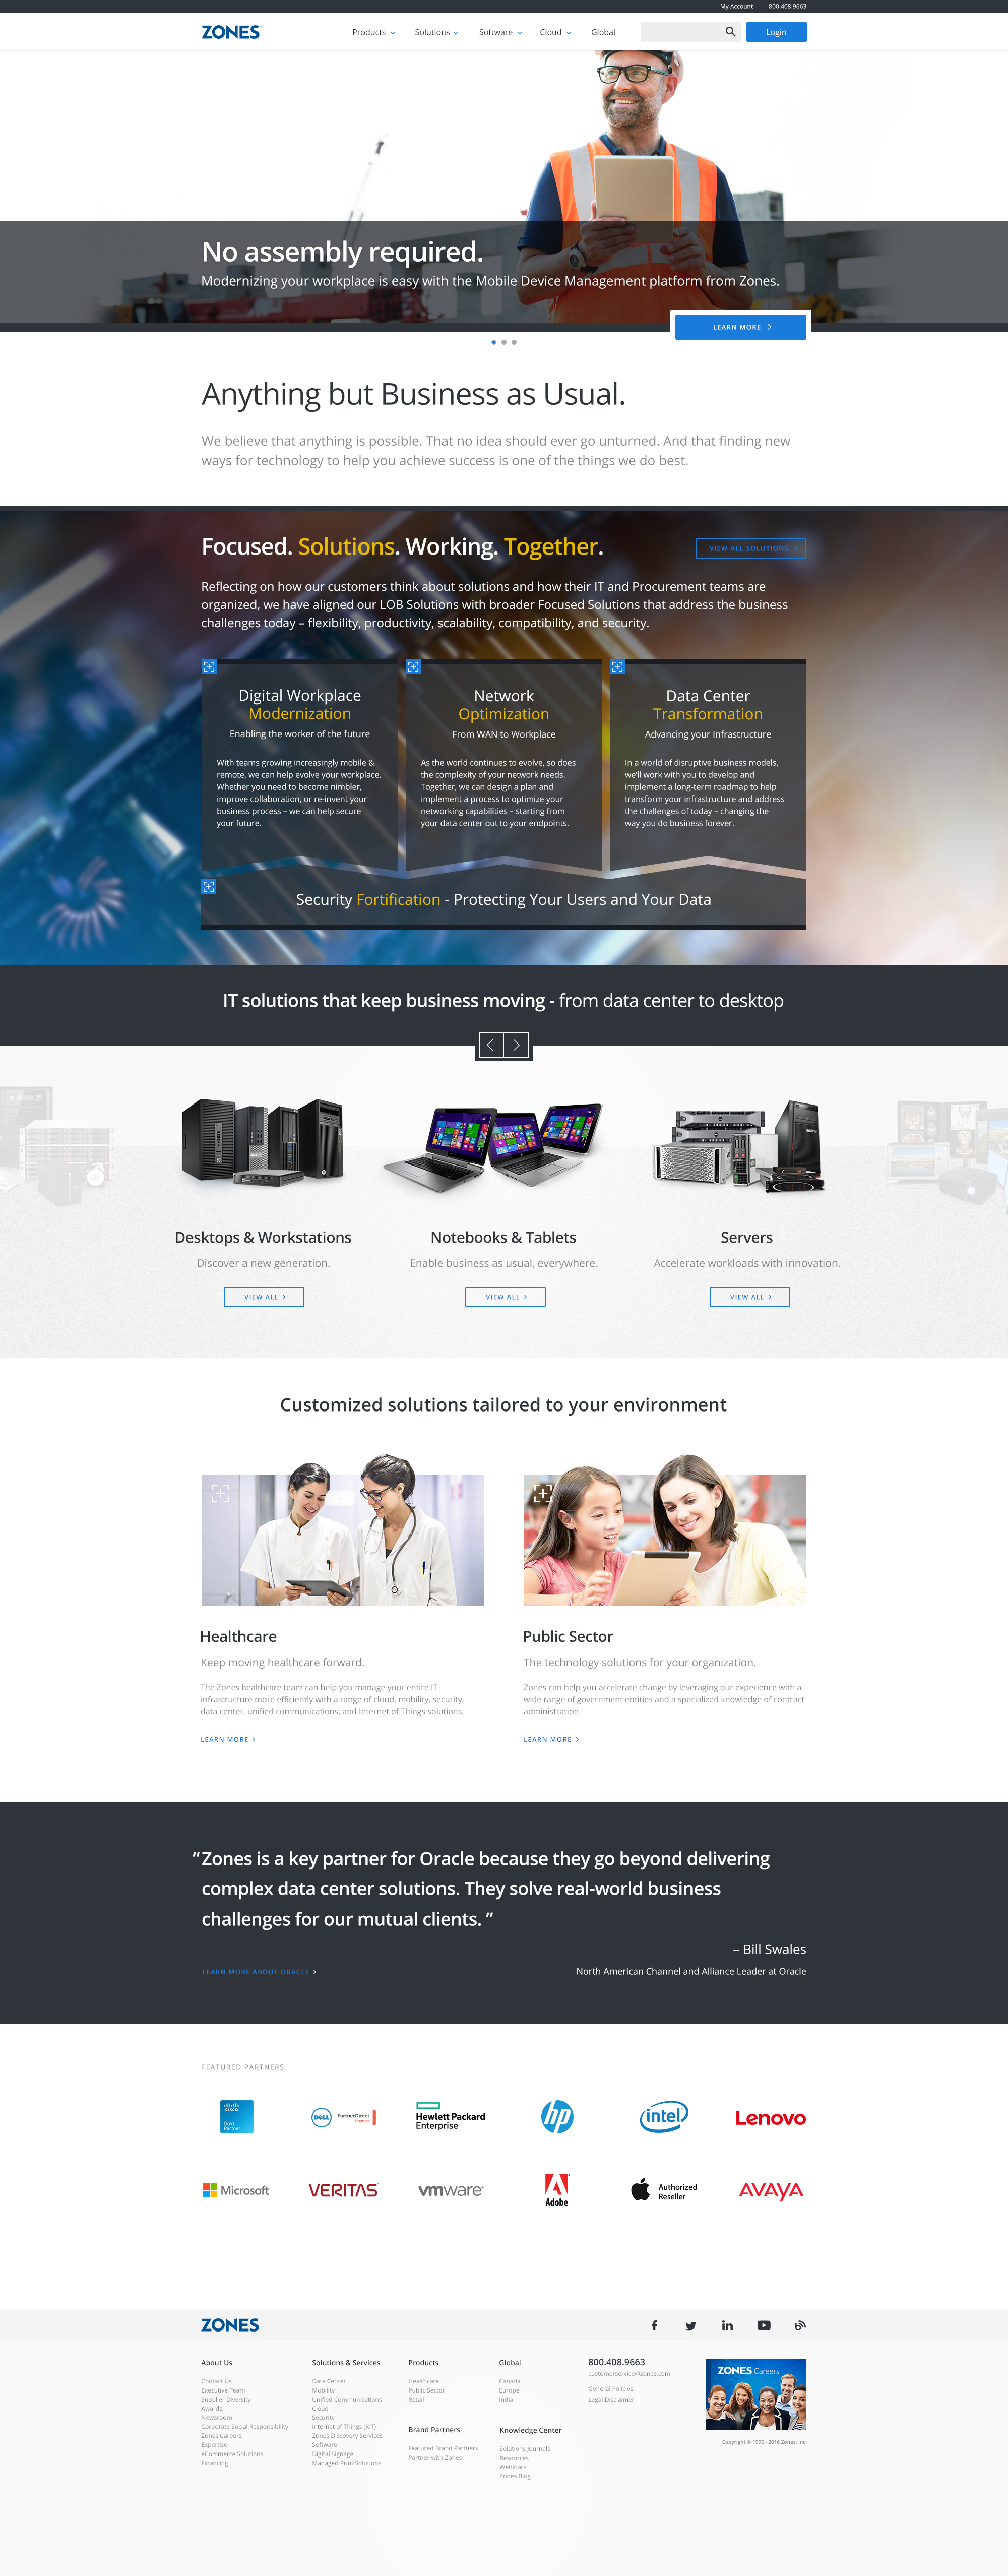 My Account 800.408.9663
ZONES Products Solutions Software Cloud Global Login
No assembly required.
Modernizing your workplace is easy with the Mobile Device Management platform from Zones.
LEARN MORE
Anything but Business as Usual.
We believe that anything is possible. That no idea should ever go unturned. And that finding new
ways for technology to help you achieve success is one of the things we do best.
Focused. Solutions. Working. Together.
VIEW ALL SOLUTIONS
Reflecting on how our customers think about solutions and how their IT and Procurement teams are
organized, we have aligned our LOB Solutions with broader Focused Solutions that address the business
challenges today – flexibility, productivity, scalability, compatibility, and security.
Digital Workplace
Modernization
Enabling the worker of the future
With teams growing increasingly mobile &
remote, we can help evolve your workplace.
Whether you need to become nimbler,
improve collaboration, or re-invent your
business process – we can help secure
your future.
Network
Optimization
From WAN to Workplace
As the world continues to evolve, so does
the complexity of your network needs.
Together, we can design a plan and
implement a process to optimize your
networking capabilities – starting from
your data center out to your endpoints.
Data Center
Transformation
Advancing your Infrastructure
In a world of disruptive business models,
we'll work with you to develop and
implement a long-term roadmap to help
transform your infrastructure and address
the challenges of today – changing the
way you do business forever.
Security Fortification - Protecting Your Users and Your Data
IT solutions that keep business moving - from data center to desktop
Desktops & Workstations
Discover a new generation.
VIEW ALL
Notebooks & Tablets
Enable business as usual, everywhere.
VIEW ALL
Servers
Accelerate workloads with innovation.
VIEW ALL
Customized solutions tailored to your environment
Healthcare
Keep moving healthcare forward.
The Zones healthcare team can help you manage your entire IT
infrastructure more efficiently with a range of cloud, mobility, security,
data center, unified communications, and Internet of Things solutions.
LEARN MORE
Public Sector
The technology solutions for your organization.
Zones can help you accelerate change by leveraging our experience with a
wide range of government entities and a specialized knowledge of contract
administration.
LEARN MORE
“Zones is a key partner for Oracle because they go beyond delivering
complex data center solutions. They solve real-world business
challenges for our mutual clients. ”
– Bill Swales
North American Channel and Alliance Leader at Oracle
LEARN MORE ABOUT ORACLE
FEATURED PARTNERS
CISCO
Gold
Partner
DELL
PartnerDirect
Premier
Hewlett Packard
Enterprise
hp
intel
Lenovo
Microsoft
VERITAS
vmware
Adobe
Authorized
Reseller
AVAYA
ZONES
About Us
Contact Us
Executive Team
Supplier Diversity
Awards
Newsroom
Corporate Social Responsibility
Zones Careers
Expertise
eCommerce Solutions
Financing
Solutions & Services
Data Center
Mobility
Unified Communications
Cloud
Security
Internet of Things (IoT)
Zones Discovery Services
Software
Digital Signage
Managed Print Solutions
Products
Healthcare
Public Sector
Retail
Brand Partners
Featured Brand Partners
Partner with Zones
Global
Canada
Europe
India
Knowledge Center
Solutions Journals
Resources
Webinars
Zones Blog
800.408.9663
customerservice@zones.com
General Policies
Legal Disclaimer
ZONES Careers
Copyright © 1996 - 2016 Zones, Inc.